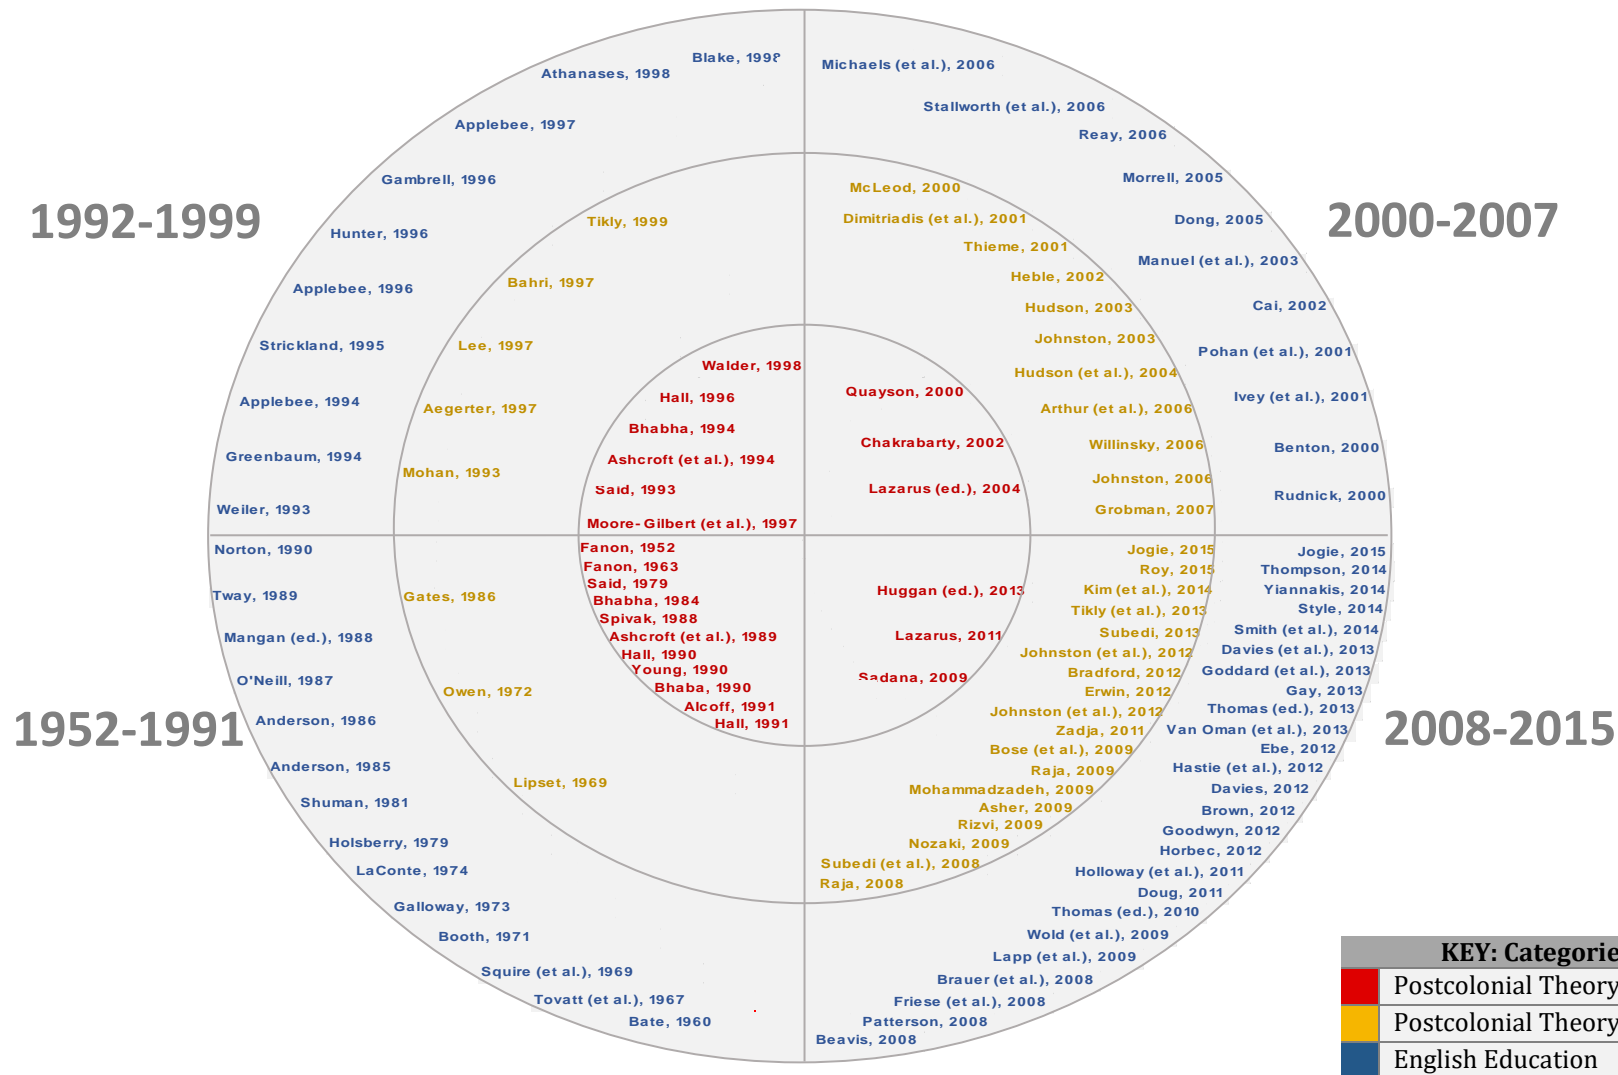 1992-1999
Blake, 1998
Athanases, 1998
Applebee, 1997
Gambrell, 1996
Hunter, 1996
Applebee, 1996
Strickland, 1995
Applebee, 1994
Greenbaum, 1994
Weiler, 1993
Tikly, 1999
Bahri, 1997
Lee, 1997
Aegerter, 1997
Mohan, 1993
Walder, 1998
Hall, 1996
Bhabha, 1994
Ashcroft (et al.), 1994
Said, 1993
Moore-Gilbert (et al.), 1997
2000-2007
Michaels (et al.), 2006
Stallworth (et al.), 2006
Reay, 2006
Morrell, 2005
Dong, 2005
Manuel (et al.), 2003
Cai, 2002
Pohan (et al.), 2001
Ivey (et al.), 2001
Benton, 2000
Rudnick, 2000
McLeod, 2000
Dimitriadis (et al.), 2001
Thieme, 2001
Heble, 2002
Hudson, 2003
Johnston, 2003
Hudson (et al.), 2004
Arthur (et al.), 2006
Willinsky, 2006
Johnston, 2006
Grobman, 2007
Quayson, 2000
Chakrabarty, 2002
Lazarus (ed.), 2004
1952-1991
Norton, 1990
Tway, 1989
Mangan (ed.), 1988
O'Neill, 1987
Anderson, 1986
Anderson, 1985
Shuman, 1981
Holsberry, 1979
LaConte, 1974
Galloway, 1973
Booth, 1971
Squire (et al.), 1969
Tovatt (et al.), 1967
Bate, 1960
Gates, 1986
Owen, 1972
Lipset, 1969
Fanon, 1952
Fanon, 1963
Said, 1979
Bhabha, 1984
Spivak, 1988
Ashcroft (et al.), 1989
Hall, 1990
Young, 1990
Bhaba, 1990
Alcoff, 1991
Hall, 1991
2008-2015
Huggan (ed.), 2013
Lazarus, 2011
Sadana, 2009
Jogie, 2015
Roy, 2015
Kim (et al.), 2014
Tikly (et al.), 2013
Subedi, 2013
Johnston (et al.), 2012
Bradford, 2012
Erwin, 2012
Johnston (et al.), 2012
Zadja, 2011
Bose (et al.), 2009
Raja, 2009
Mohammadzadeh, 2009
Asher, 2009
Rizvi, 2009
Nozaki, 2009
Subedi (et al.), 2008
Raja, 2008
Jogie, 2015
Thompson, 2014
Yiannakis, 2014
Style, 2014
Smith (et al.), 2014
Davies (et al.), 2013
Goddard (et al.), 2013
Gay, 2013
Thomas (ed.), 2013
Van Oman (et al.), 2013
Ebe, 2012
Hastie (et al.), 2012
Davies, 2012
Brown, 2012
Goodwyn, 2012
Horbec, 2012
Holloway (et al.), 2011
Doug, 2011
Thomas (ed.), 2010
Wold (et al.), 2009
Lapp (et al.), 2009
Brauer (et al.), 2008
Friese (et al.), 2008
Patterson, 2008
Beavis, 2008
KEY: Categorie
Postcolonial Theory
Postcolonial Theory
English Education